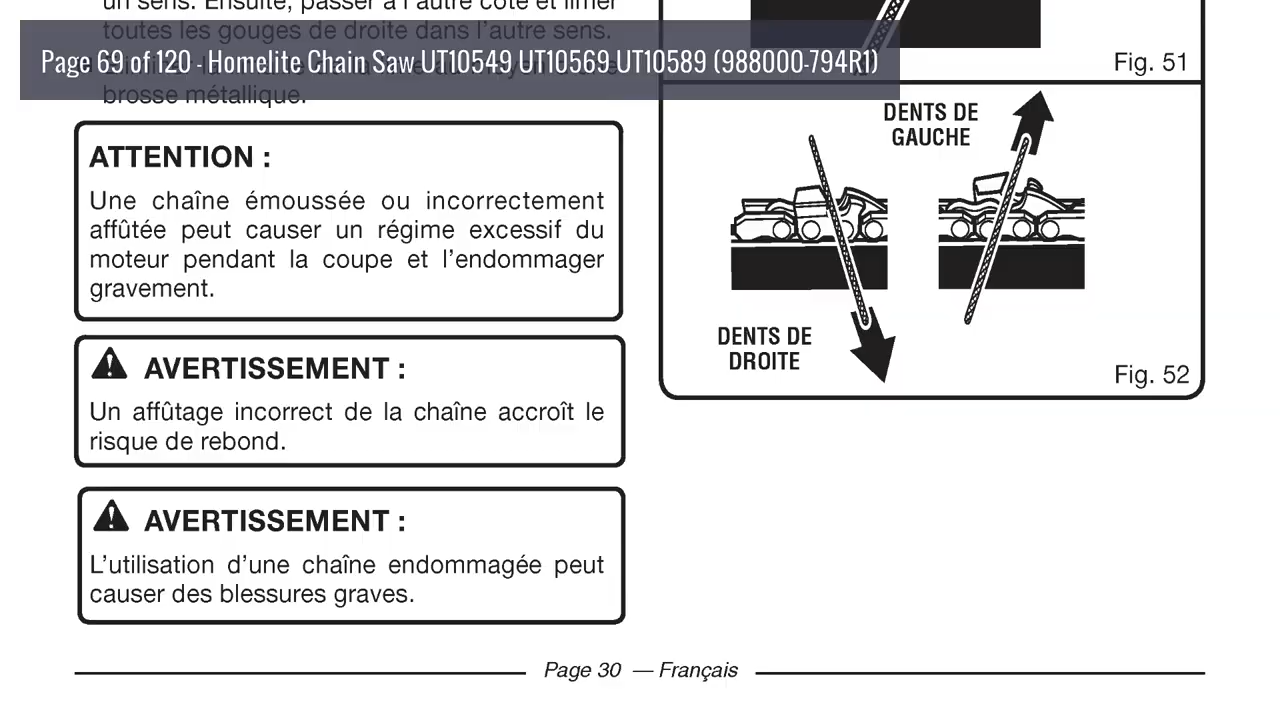 un sens. Ensuite, passer à l'autre côté et limer
toutes les gouges de droite dans l'autre sens.
Page 69 of 120 - Homelite Chain Saw UT10549 UT10569 UT10589 (988000-794R1)
brosse métallique.
ATTENTION :
Une chaîne émoussée ou incorrectement
affûtée peut causer un régime excessif du
moteur pendant la coupe et l’endommager
gravement.
AVERTISSEMENT :
Un affûtage incorrect de la chaîne accroît le
risque de rebond.
AVERTISSEMENT :
L’utilisation d’une chaîne endommagée peut
causer des blessures graves.
Fig. 51
DENTS DE
GAUCHE
DENTS DE
DROITE
Fig. 52
Page 30 — Français